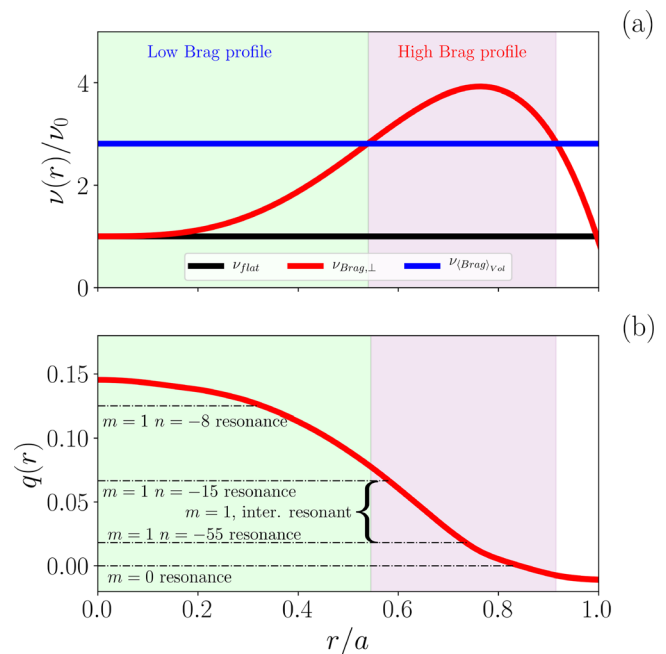 (a)
Low Brag profile
High Brag profile
4
2
0
ν(r)/ν₀
ν_flat
ν_Brag,⊥
ν_⟨Brag⟩_Vol
(b)
0.15
0.10
0.05
0.00
q(r)
m = 1 n = −8 resonance
m = 1 n = −15 resonance
m = 1, inter. resonant
m = 1 n = −55 resonance
m = 0 resonance
0.0 0.2 0.4 0.6 0.8 1.0
r/a